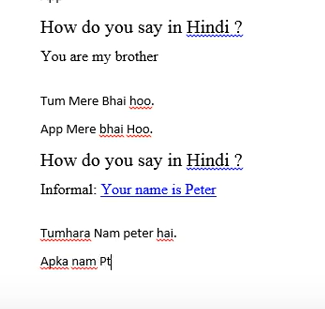 How do you say in Hindi ?
You are my brother
Tum Mere Bhai hoo.
App Mere bhai Hoo.
How do you say in Hindi ?
Informal: Your name is Peter
Tumhara Nam peter hai.
Apka nam Pt